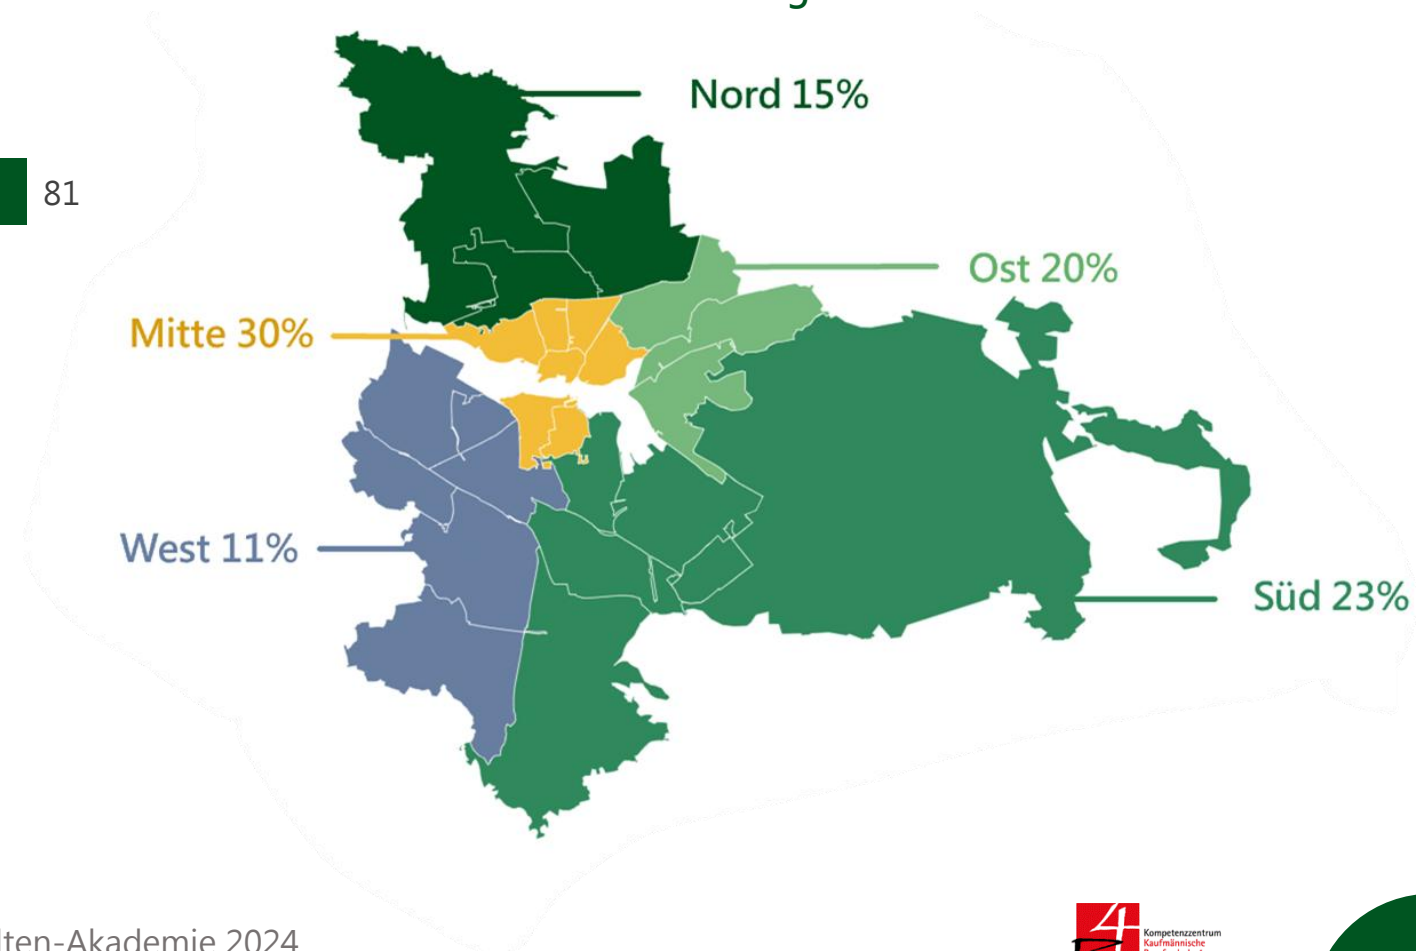 Nord 15%
81
Ost 20%
Mitte 30%
West 11%
Süd 23%
Kompetenzzentrum
Kaufmännische
lten-Akademie 2024